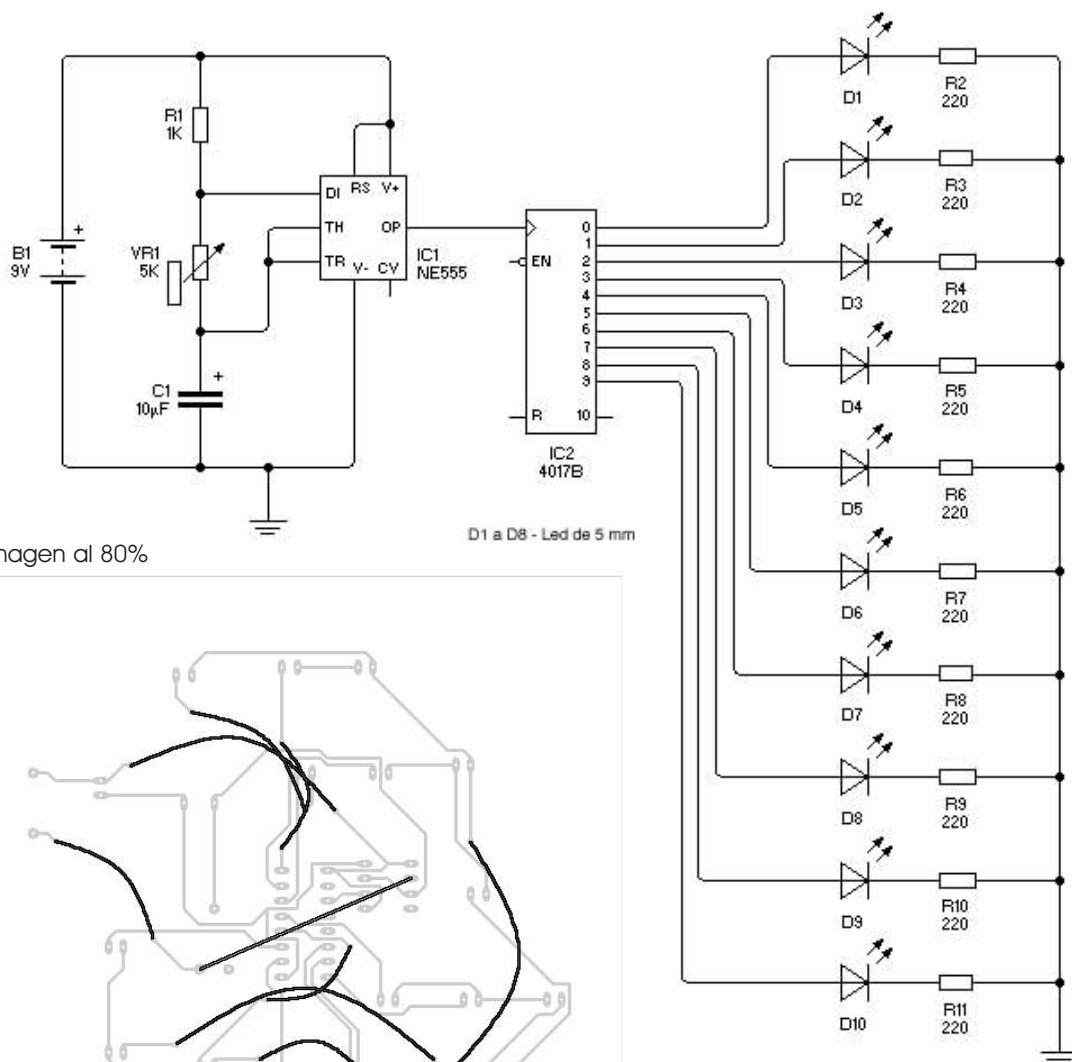 R1
1K
B1
9V
+
VR1
5K
C1
10µF
+
DI
RS
V+
TH
OP
TR
V-
CV
IC1
NE555
EN
R
0
1
2
3
4
5
6
7
8
9
10
IC2
4017B
D1
R2
220
D2
R3
220
D3
R4
220
D4
R5
220
D5
R6
220
D6
R7
220
D7
R8
220
D8
R9
220
D9
R10
220
D10
R11
220
D1 a D8 - Led de 5 mm
al 80%